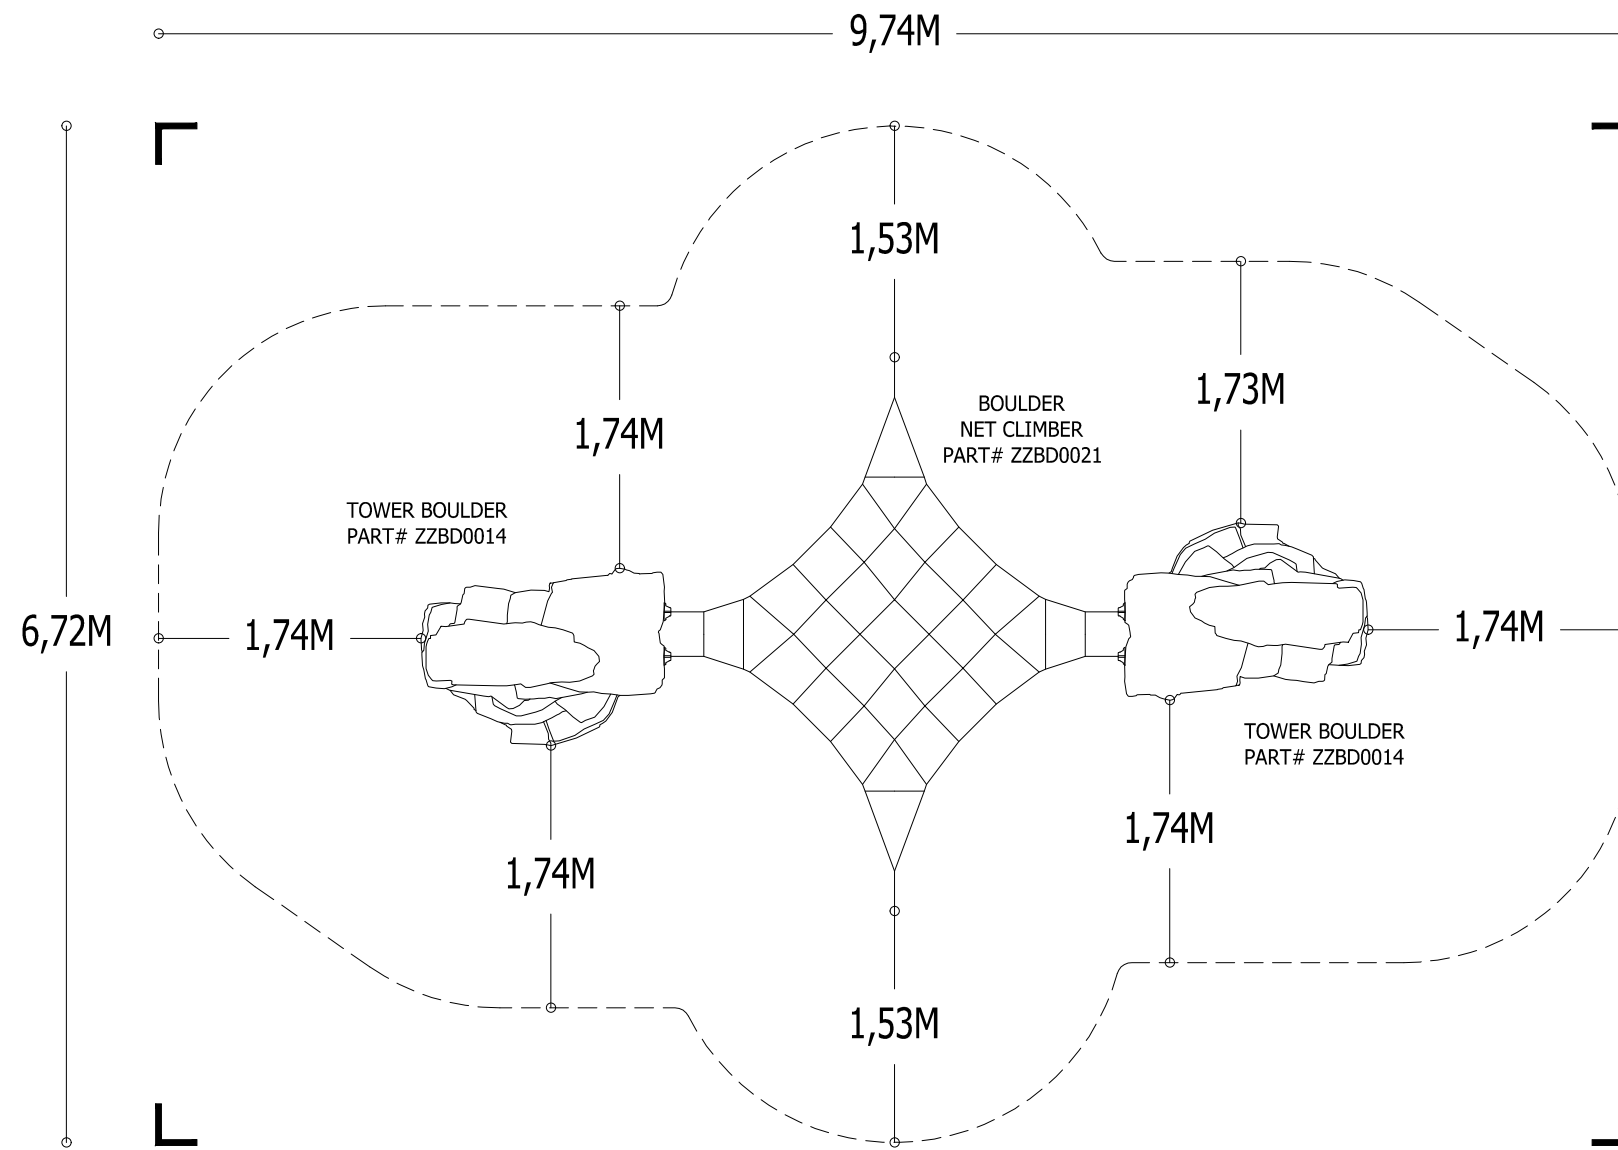 9,74M
1,53M
1,73M
BOULDER
NET CLIMBER
PART# ZZBD0021
1,74M
TOWER BOULDER
PART# ZZBD0014
6,72M
1,74M
1,74M
TOWER BOULDER
PART# ZZBD0014
1,74M
1,74M
1,53M